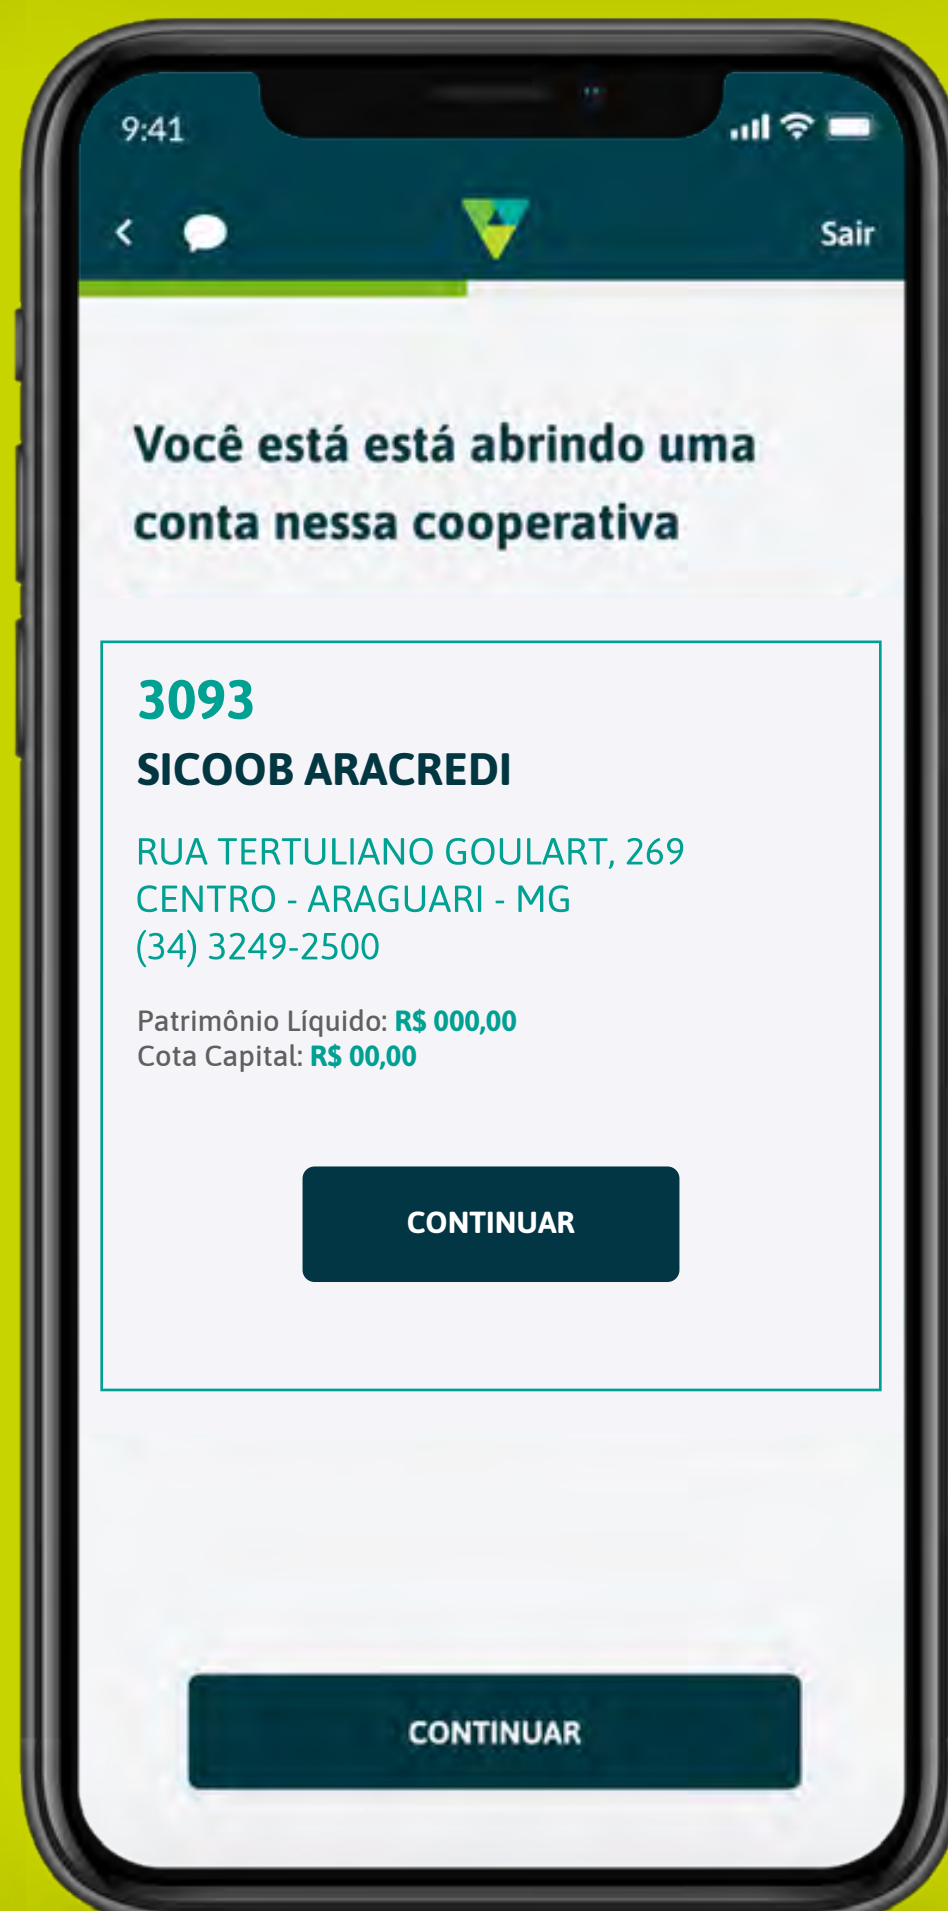 9:41
Sair
Você está está abrindo uma
conta nessa cooperativa
3093
SICOOB ARACREDI
RUA TERTULIANO GOULART, 269
CENTRO - ARAGUARI - MG
(34) 3249-2500
Patrimônio Líquido: R$ 000,00
Cota Capital: R$ 00,00
CONTINUAR
CONTINUAR